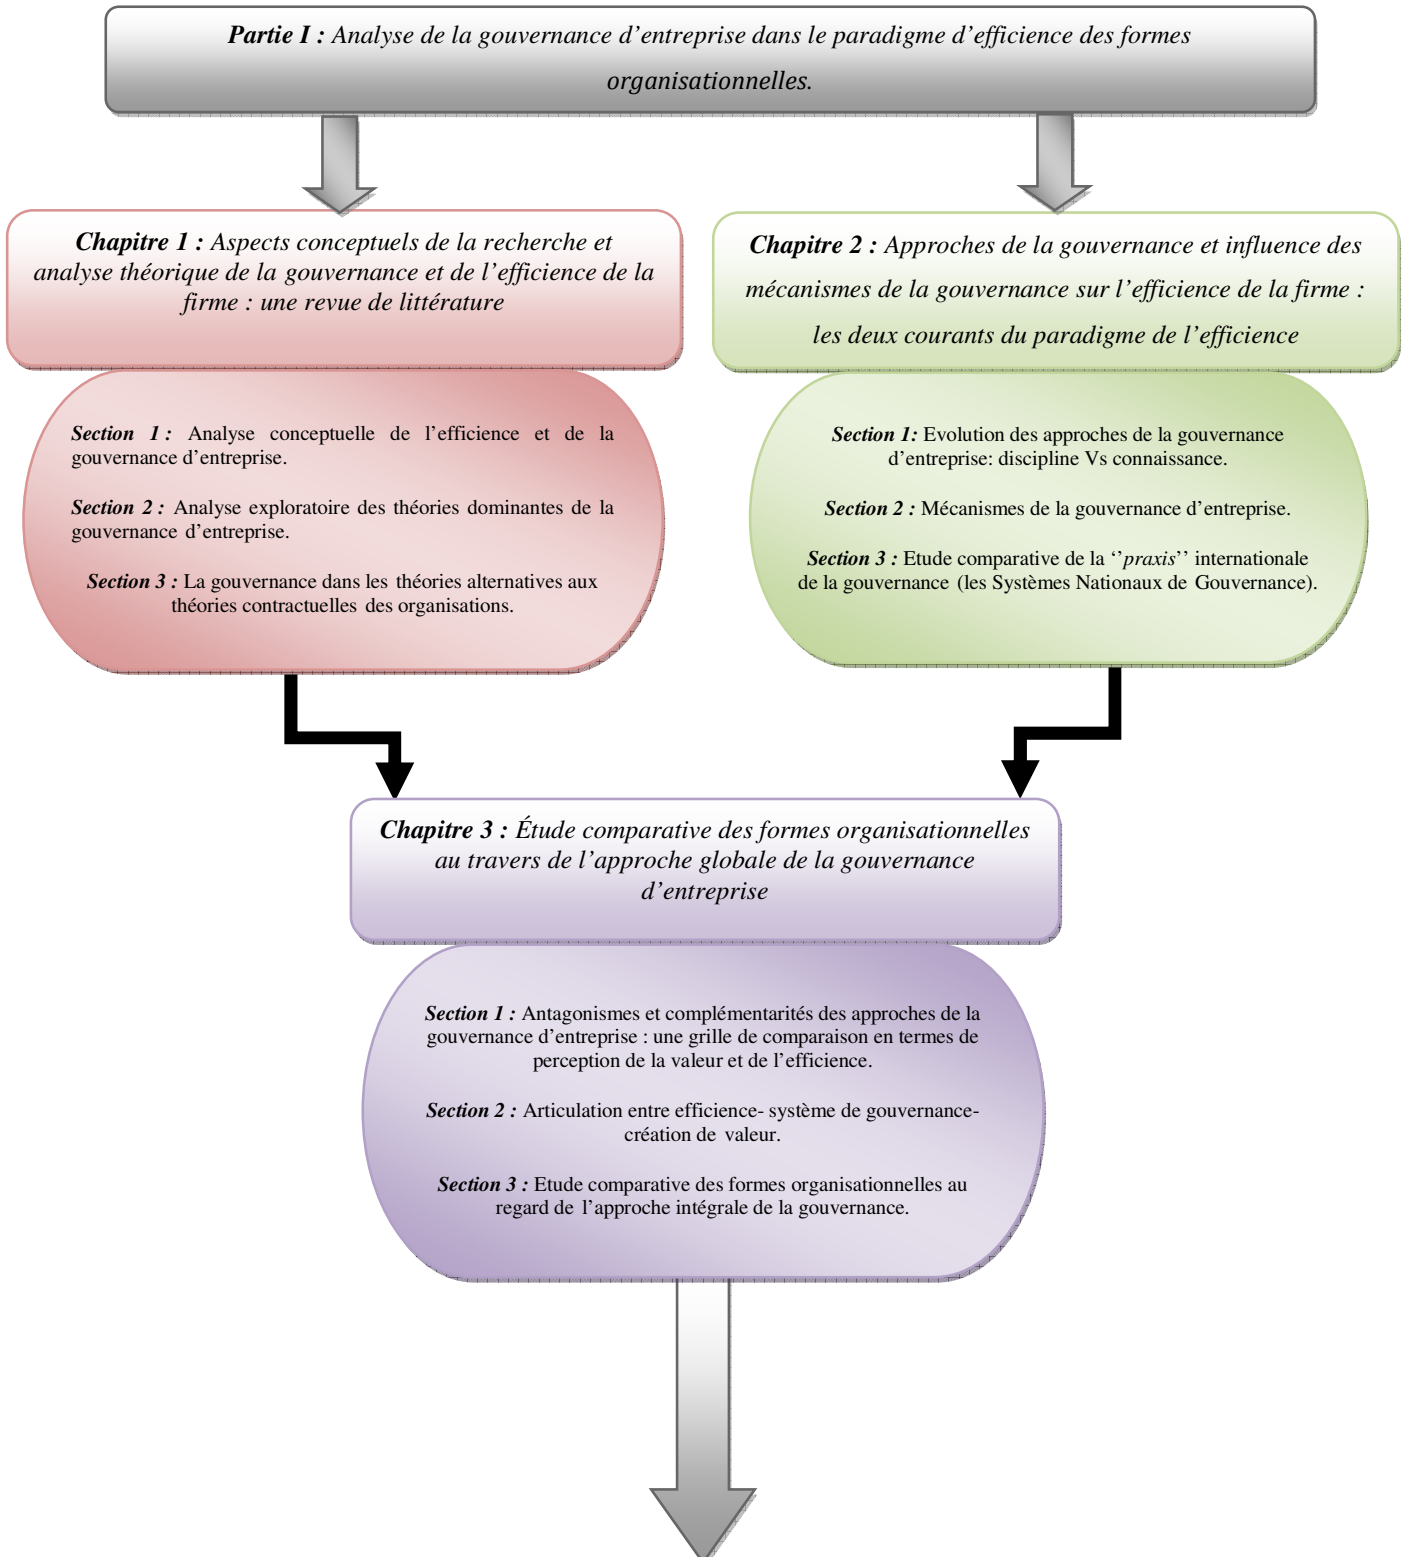 Partie I : Analyse de la gouvernance d’entreprise dans le paradigme d’efficience des formes
organisationnelles.
Chapitre 1 : Aspects conceptuels de la recherche et
analyse théorique de la gouvernance et de l’efficience de la
firme : une revue de littérature
Section 1 : Analyse conceptuelle de l’efficience et de la
gouvernance d’entreprise.
Section 2 : Analyse exploratoire des théories dominantes de la
gouvernance d’entreprise.
Section 3 : La gouvernance dans les théories alternatives aux
théories contractuelles des organisations.
Chapitre 2 : Approches de la gouvernance et influence des
mécanismes de la gouvernance sur l’efficience de la firme :
les deux courants du paradigme de l’efficience
Section 1: Evolution des approches de la gouvernance
d’entreprise: discipline Vs connaissance.
Section 2 : Mécanismes de la gouvernance d’entreprise.
Section 3 : Etude comparative de la ‘’praxis’’ internationale
de la gouvernance (les Systèmes Nationaux de Gouvernance).
Chapitre 3 : Étude comparative des formes organisationnelles
au travers de l’approche globale de la gouvernance
d’entreprise
Section 1 : Antagonismes et complémentarités des approches de la
gouvernance d’entreprise : une grille de comparaison en termes de
perception de la valeur et de l’efficience.
Section 2 : Articulation entre efficience- système de gouvernance-
création de valeur.
Section 3 : Etude comparative des formes organisationnelles au
regard de l’approche intégrale de la gouvernance.